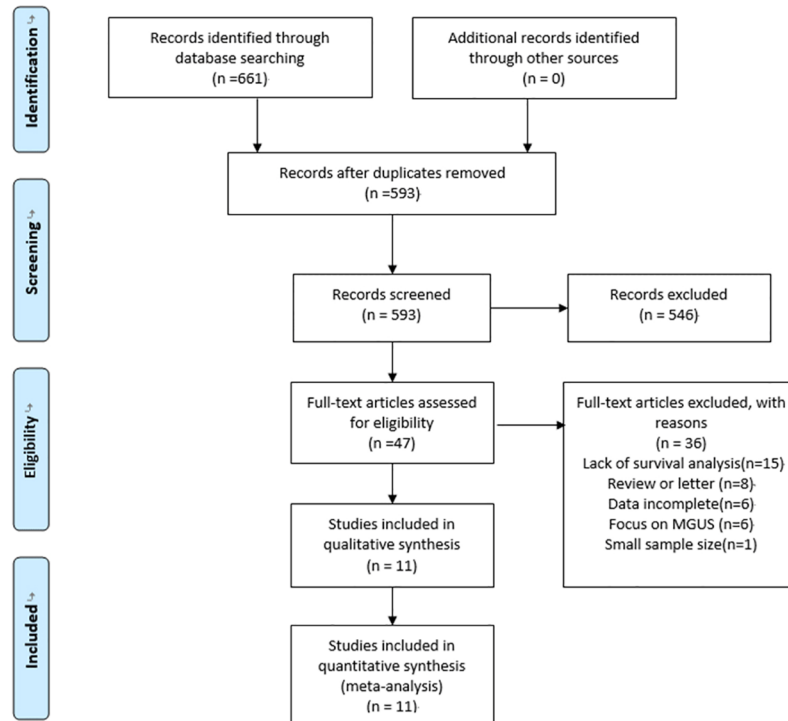 Identification
Records identified through
database searching
(n =661)
Additional records identified
through other sources
(n = 0)
Records after duplicates removed
(n =593)
Screening
Records screened
(n = 593)
Records excluded
(n = 546)
Eligibility
Full-text articles assessed
for eligibility
(n =47)
Full-text articles excluded, with
reasons
(n = 36)
Lack of survival analysis(n=15)
Review or letter (n=8)
Data incomplete(n=6)
Focus on MGUS (n=6)
Small sample size(n=1)
Studies included in
qualitative synthesis
(n = 11)
Included
Studies included in
quantitative synthesis
(meta-analysis)
(n = 11)